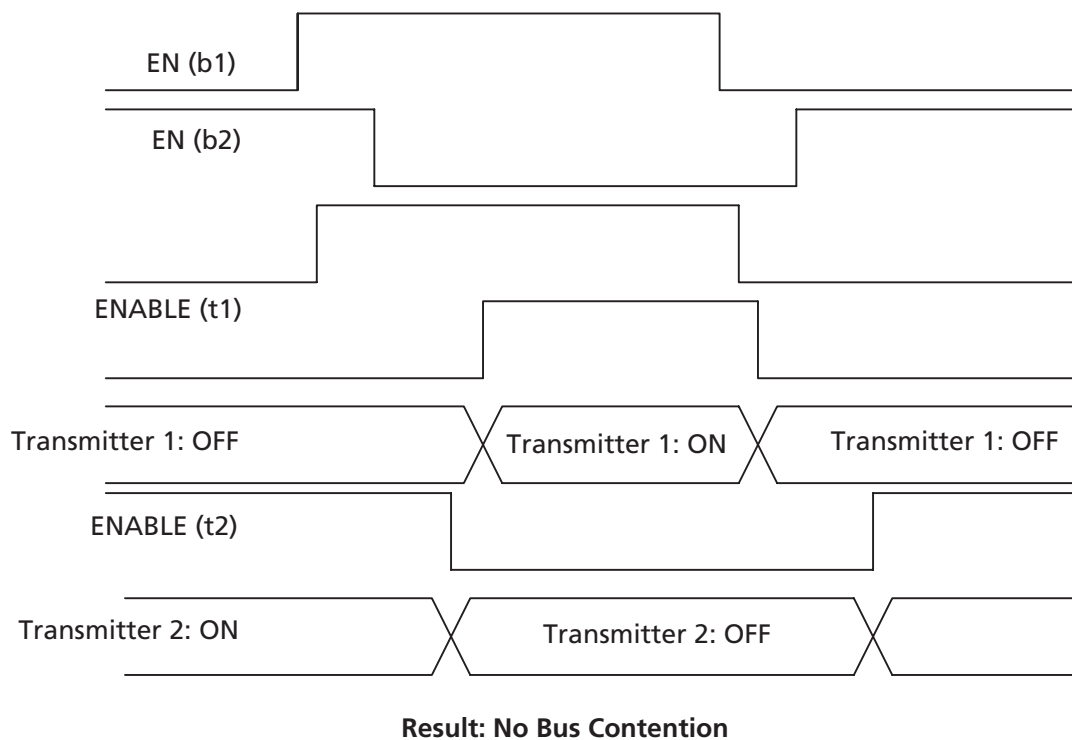 EN (b1)
EN (b2)
ENABLE (t1)
Transmitter 1: OFF
Transmitter 1: ON
Transmitter 1: OFF
ENABLE (t2)
Transmitter 2: ON
Transmitter 2: OFF
Result: No Bus Contention